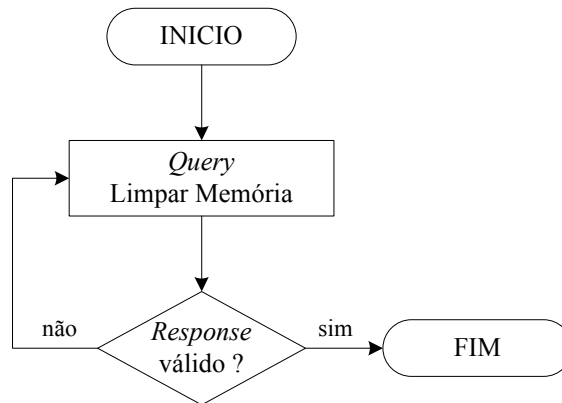 INICIO
Query
Limpar Memória
não
Response
válido ?
sim
FIM